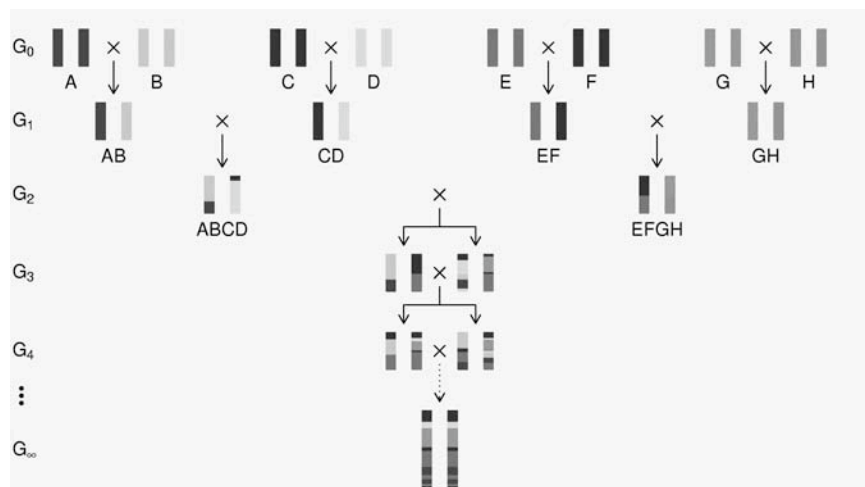 G₀ × × × ×
A B C D E F G H
G₁ × ×
AB CD EF GH
G₂ ×
ABCD EFGH
G₃ ×
G₄ ×
⋮
G∞